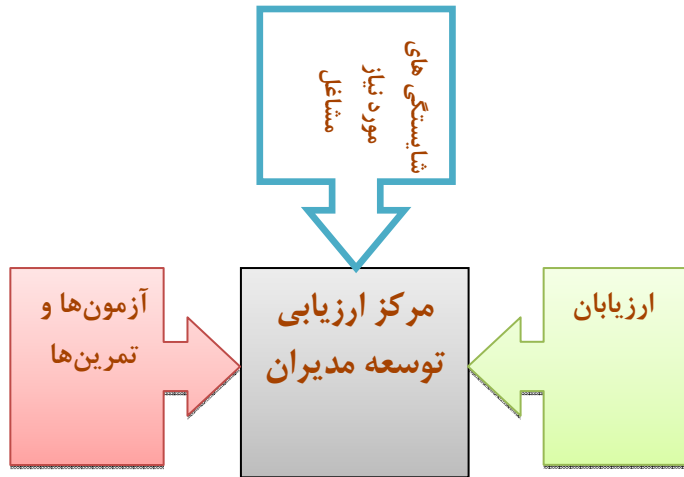 شایستگی های
مورد نیاز
مشاغل
ارزیابان
مرکز ارزیابی
توسعه مدیران
آزمون‌ها و
تمرین‌ها